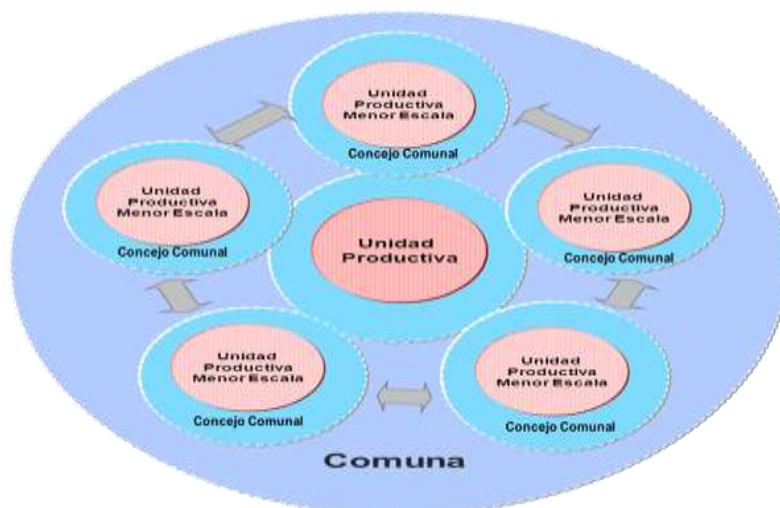 Unidad
Productiva
Menor Escala
Concejo Comunal
Unidad
Productiva
Menor Escala
Concejo Comunal
Unidad
Productiva
Menor Escala
Concejo Comunal
Unidad
Productiva
Unidad
Productiva
Menor Escala
Concejo Comunal
Unidad
Productiva
Menor Escala
Concejo Comunal
Comuna